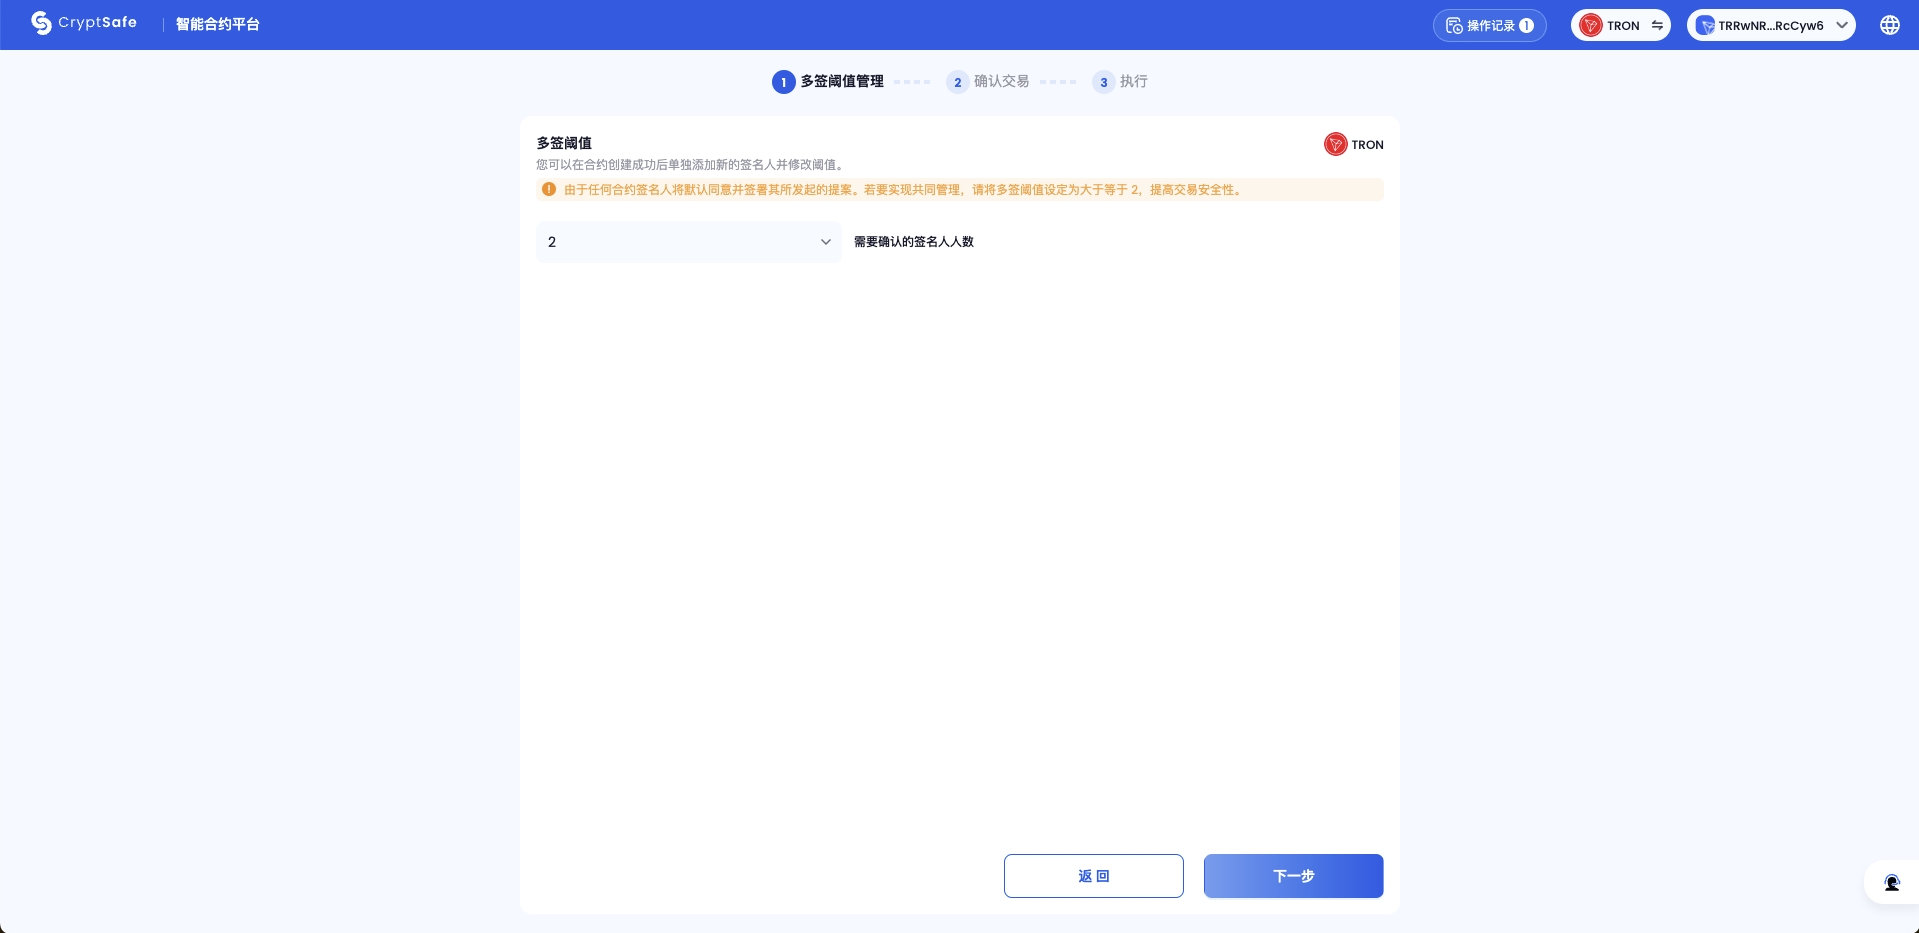 CryptSafe
智能合约平台
操作记录 1
TRON
TRRwNR...RcCyw6
1 多签阈值管理
2 确认交易
3 执行
多签阈值
TRON
您可以在合约创建成功后单独添加新的签名人并修改阈值。
由于任何合约签名人将默认同意并签署其所发起的提案。若要实现共同管理，请将多签阈值设定为大于等于 2，提高交易安全性。
2
需要确认的签名人人数
返 回
下一步